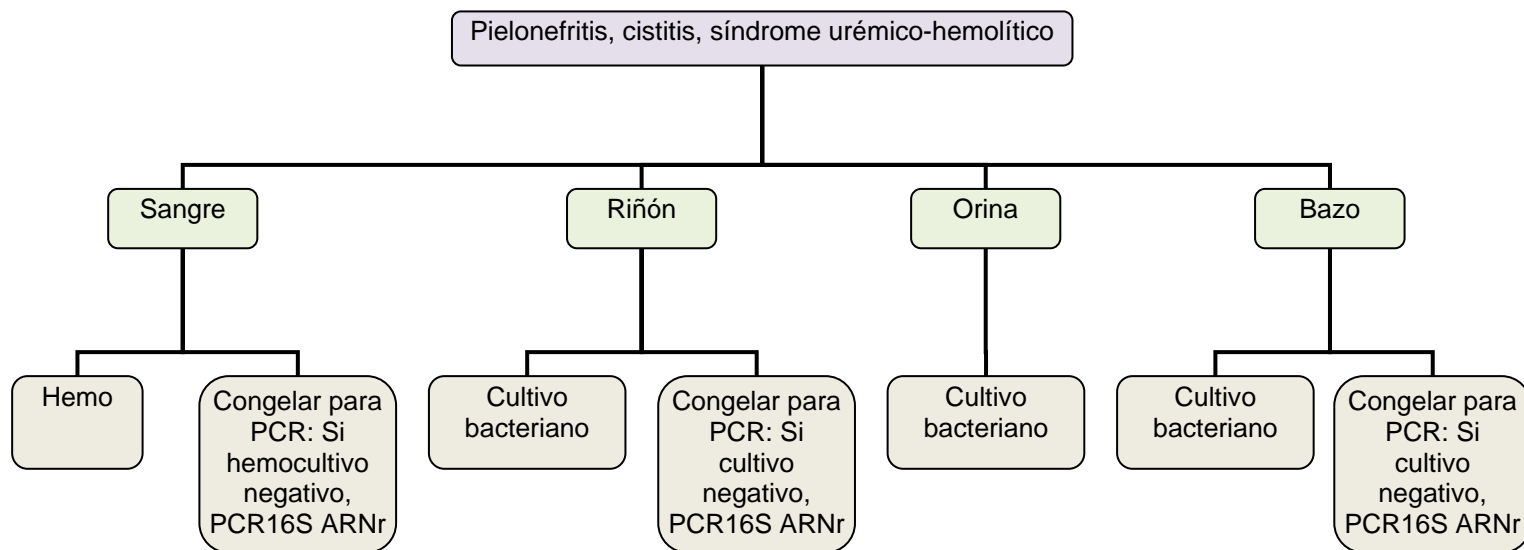 Pielonefritis, cistitis, síndrome urémico-hemolítico
Sangre
Riñón
Orina
Bazo
Hemo
Congelar para
PCR: Si
hemocultivo
negativo,
PCR16S ARNr
Cultivo
bacteriano
Congelar para
PCR: Si
cultivo
negativo,
PCR16S ARNr
Cultivo
bacteriano
Cultivo
bacteriano
Congelar para
PCR: Si
cultivo
negativo,
PCR16S ARNr